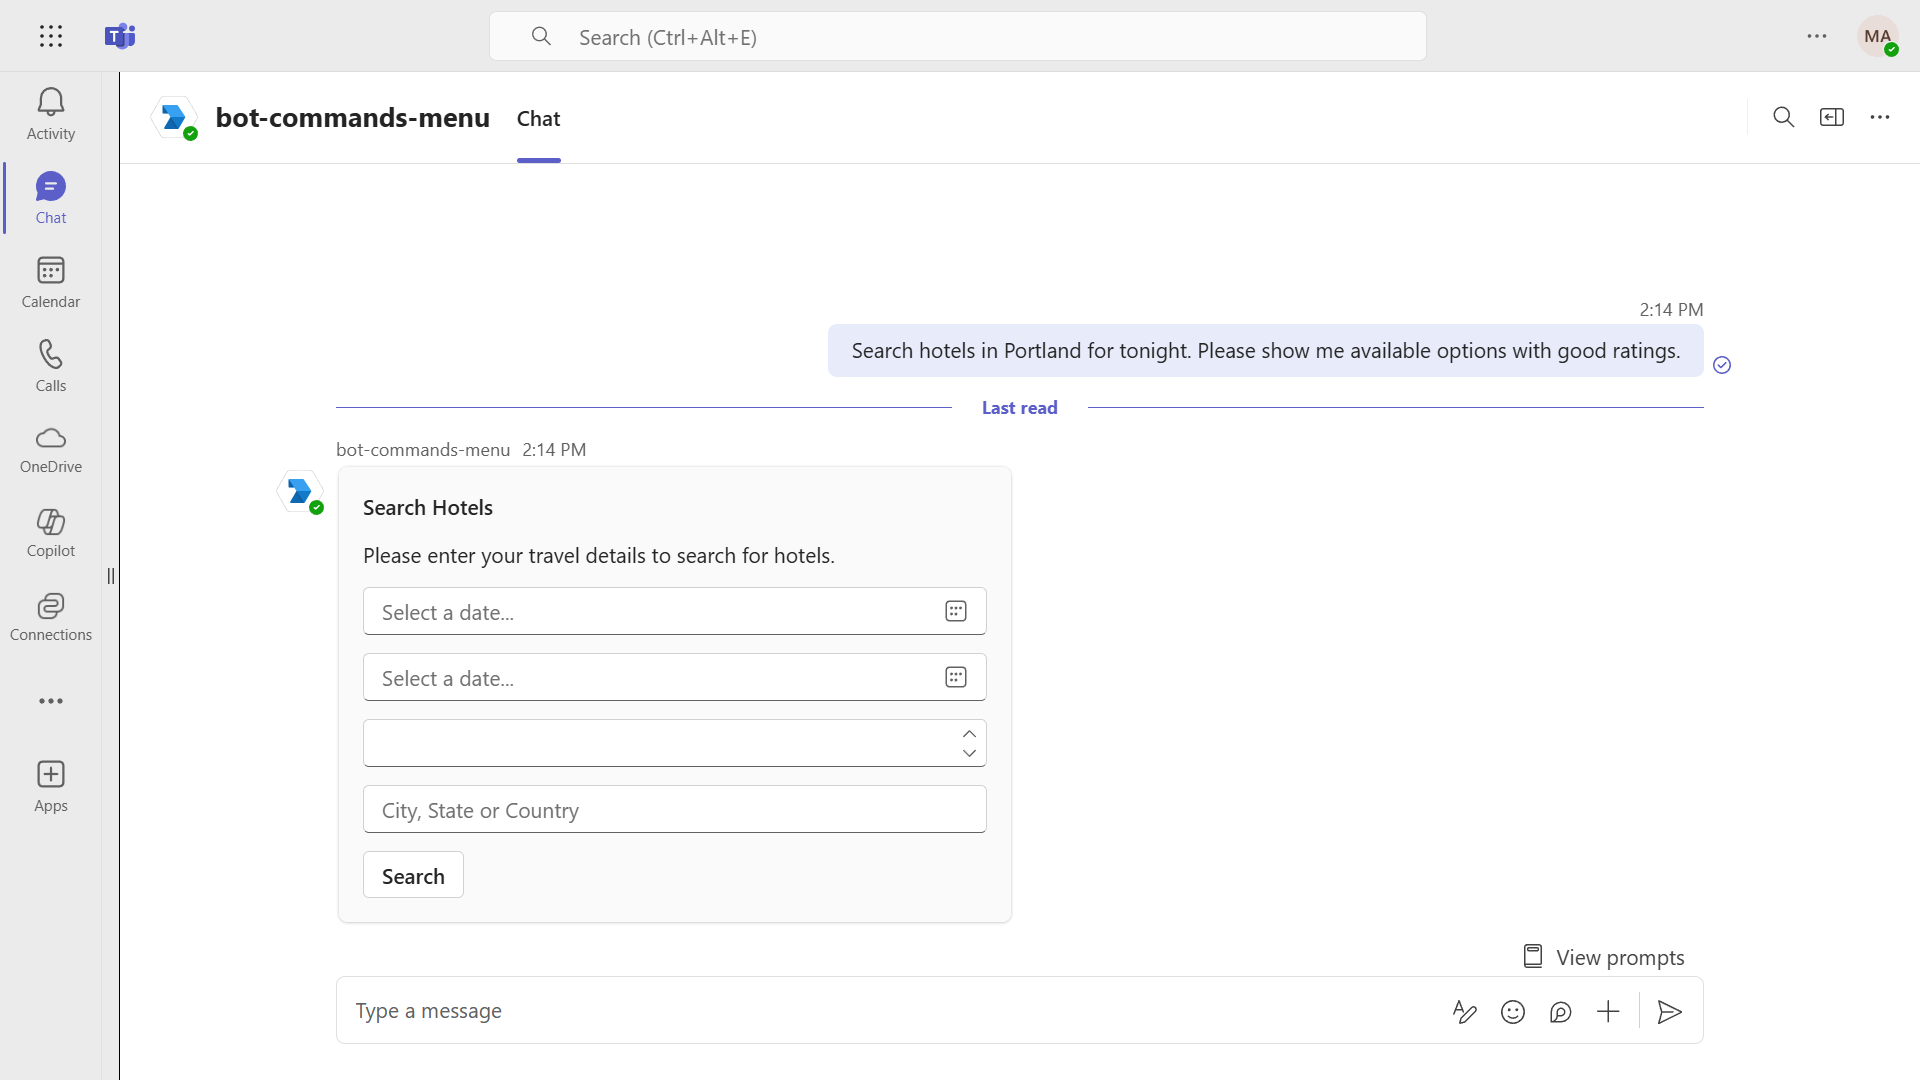 Search (Ctrl+Alt+E)
MA
Activity
Chat
Calendar
Calls
OneDrive
Copilot
Connections
Apps
bot-commands-menu
Chat
2:14 PM
Search hotels in Portland for tonight. Please show me available options with good ratings.
Last read
bot-commands-menu 2:14 PM
Search Hotels
Please enter your travel details to search for hotels.
Select a date...
Select a date...
City, State or Country
Search
View prompts
Type a message